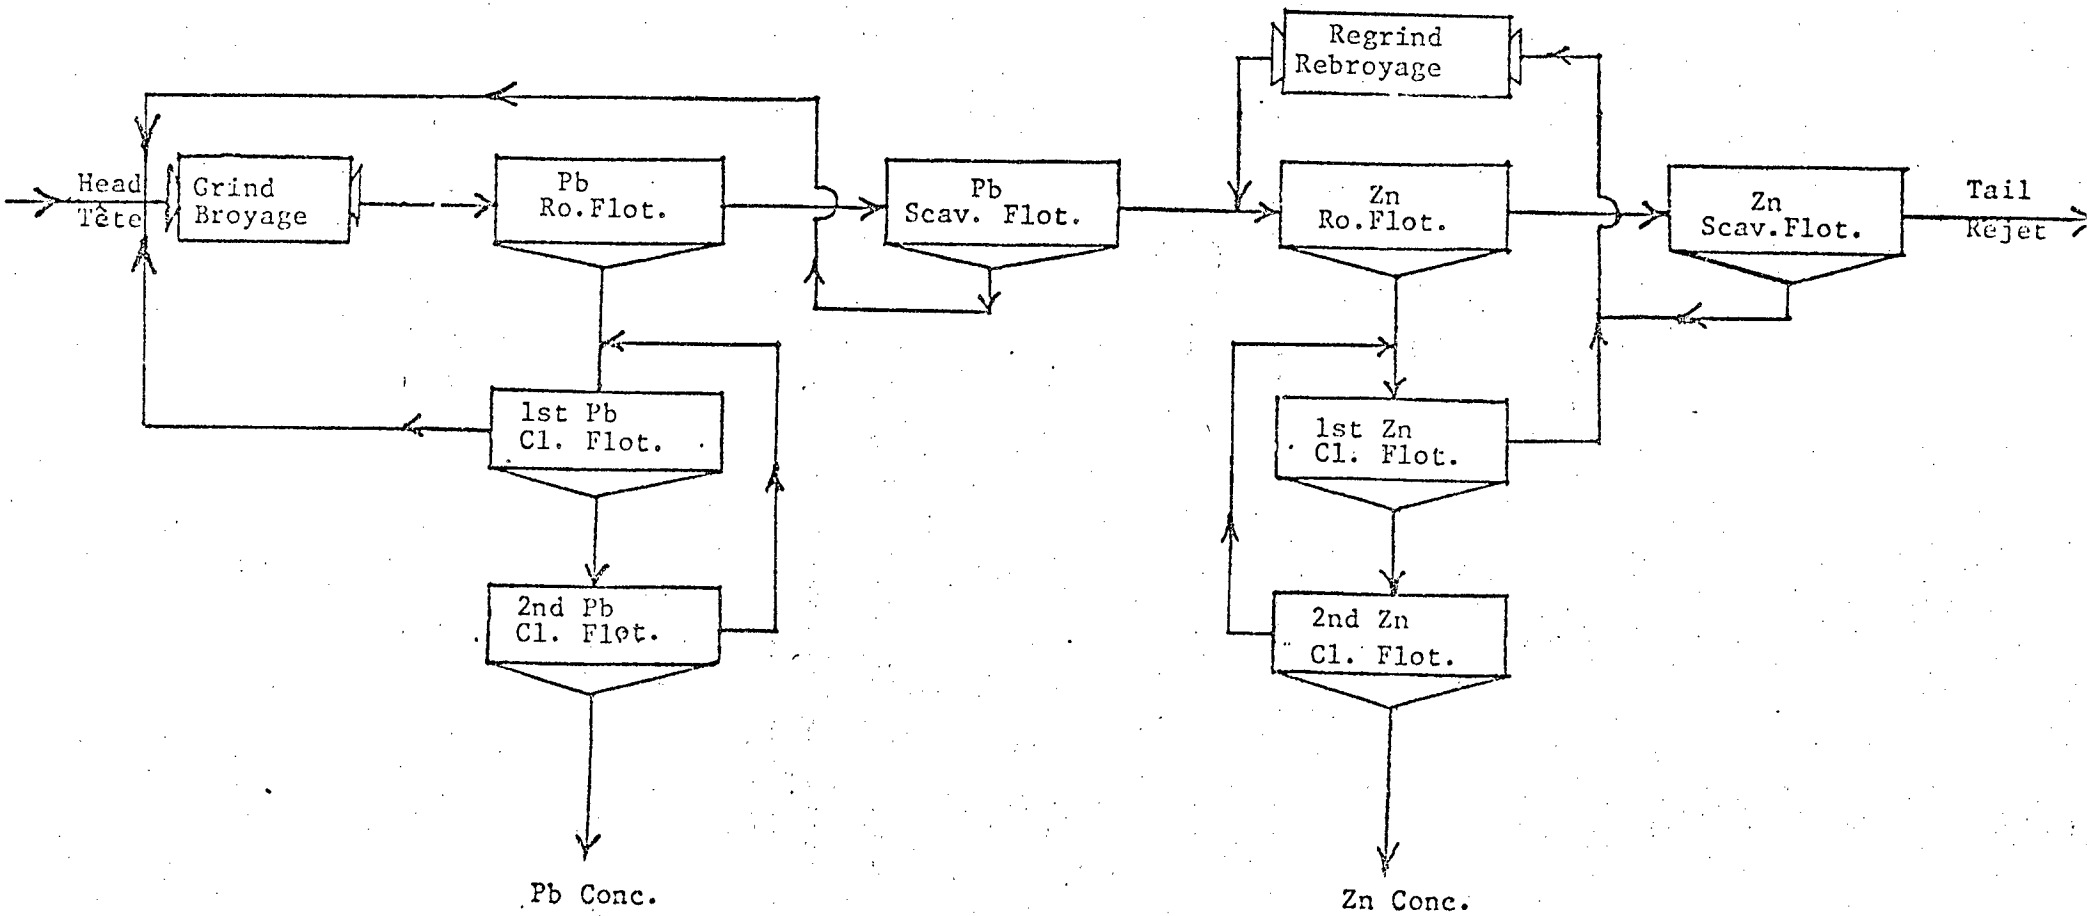 Regrind
Rebroyage
Head
Tête
Grind
Broyage
Pb
Ro.Flot.
Pb
Scav. Flot.
Zn
Ro.Flot.
Zn
Scav.Flot.
Tail
Rejet
1st Pb
Cl. Flot.
1st Zn
Cl. Flot.
2nd Pb
Cl. Flot.
2nd Zn
Cl. Flot.
Pb Conc.
Zn Conc.